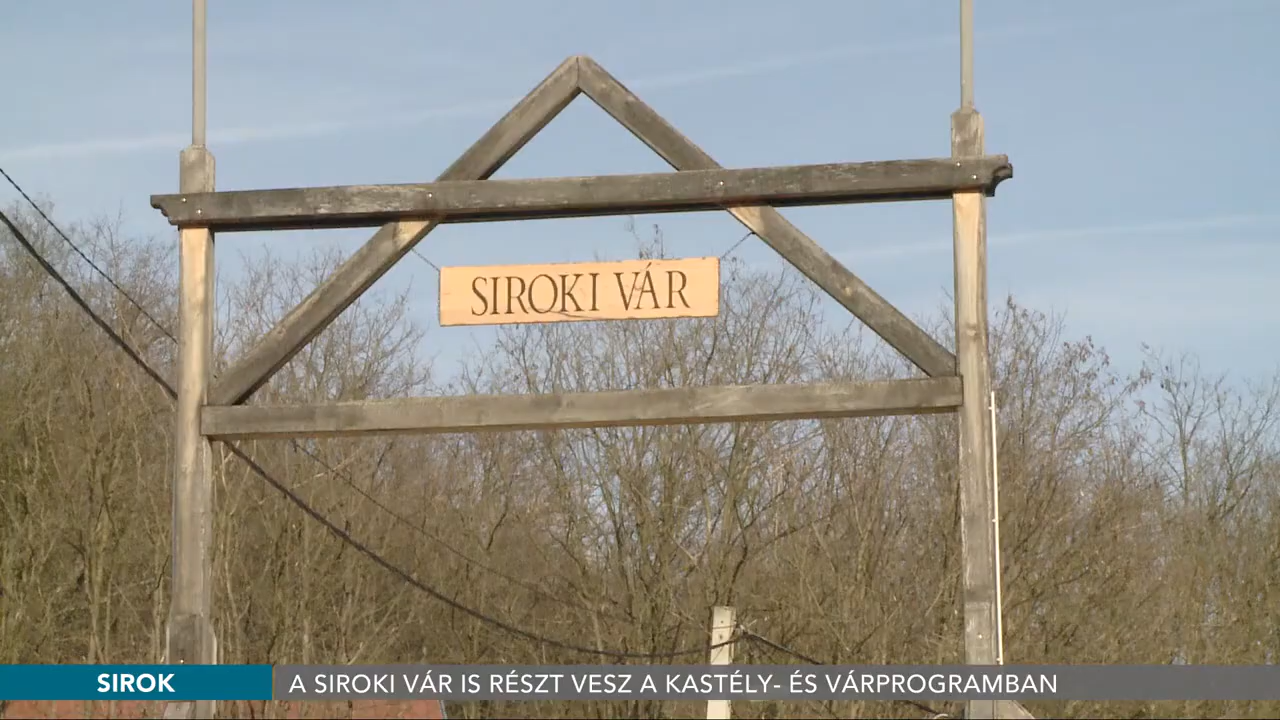 SIROKI VÁR
SIROK
A SIROKI VÁR IS RÉSZT VESZ A KASTÉLY- ÉS VÁRPROGRAMBAN